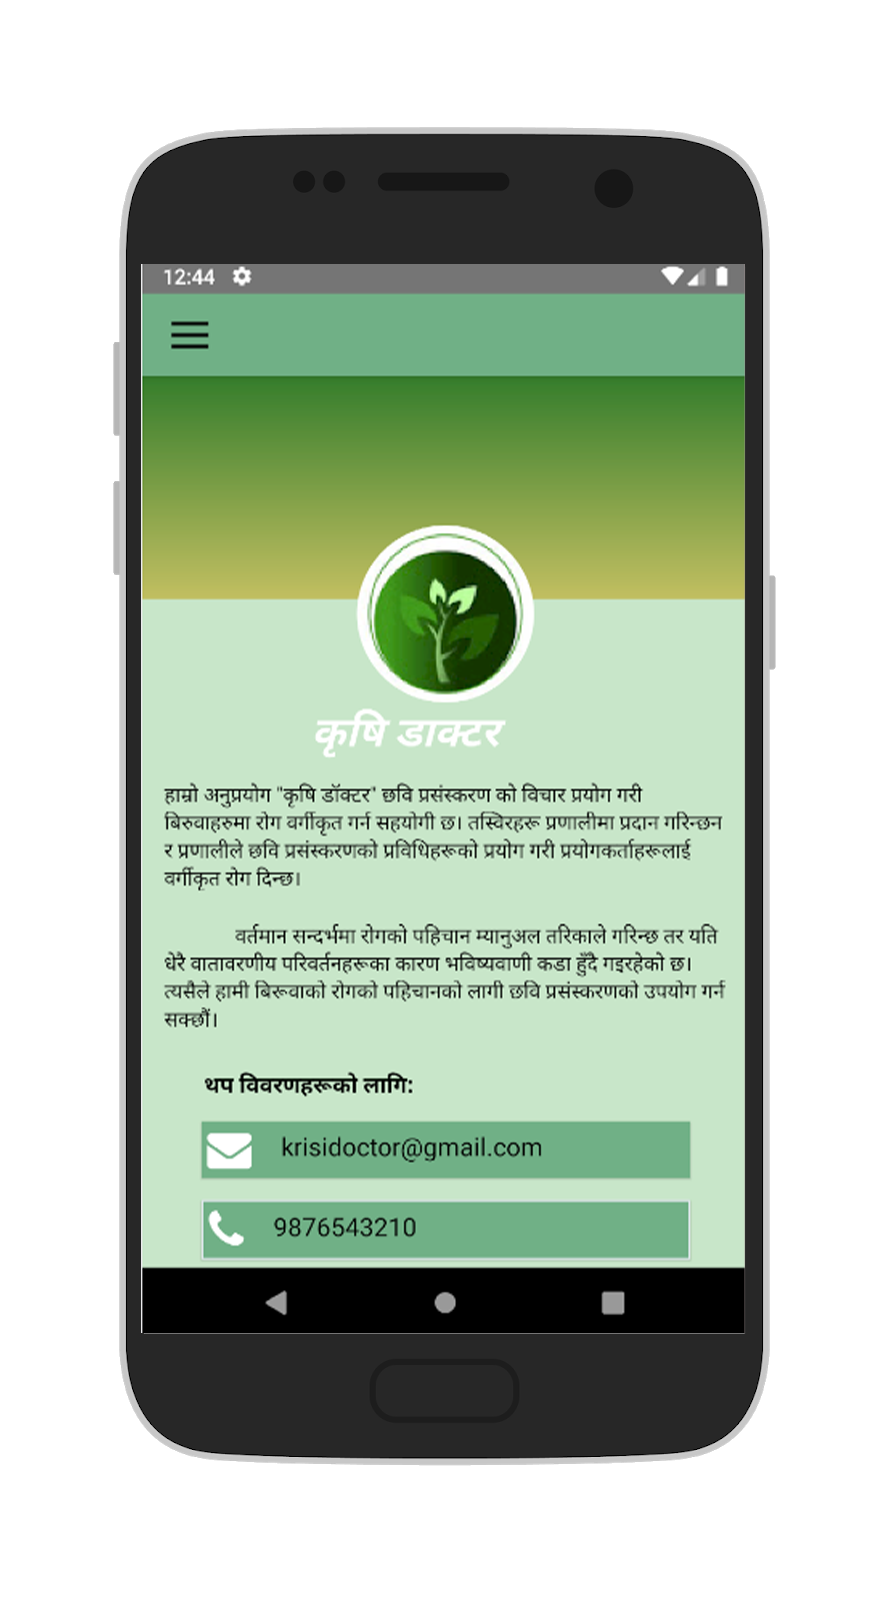 12:44
कृषि डाक्टर
हाम्रो अनुप्रयोग "कृषि डॉक्टर" छवि प्रसंस्करण को विचार प्रयोग गरी
बिरुवाहरुमा रोग वर्गीकृत गर्न सहयोगी छ। तस्विरहरू प्रणालीमा प्रदान गरिन्छन
र प्रणालीले छवि प्रसंस्करणको प्रविधिहरूको प्रयोग गरी प्रयोगकर्ताहरूलाई
वर्गीकृत रोग दिन्छ।
वर्तमान सन्दर्भमा रोगको पहिचान म्यानुअल तरिकाले गरिन्छ तर यति
धेरै वातावरणीय परिवर्तनहरूका कारण भविष्यवाणी कडा हुँदै गइरहेको छ।
त्यसैले हामी बिरूवाको रोगको पहिचानको लागी छवि प्रसंस्करणको उपयोग गर्न
सक्छौं।
थप विवरणहरूको लागि:
krisidoctor@gmail.com
9876543210